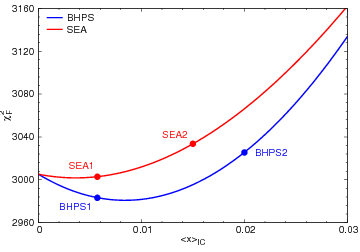 3160
BHPS
SEA
3120
3080
χ²F
3040
SEA2
BHPS2
SEA1
3000
BHPS1
2960
0 0.01 0.02 0.03
<x>IC